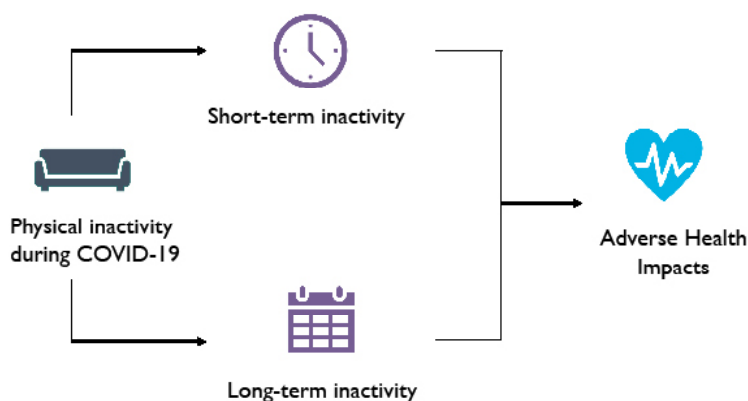 Short-term inactivity
Physical inactivity
during COVID-19
Adverse Health
Impacts
Long-term inactivity